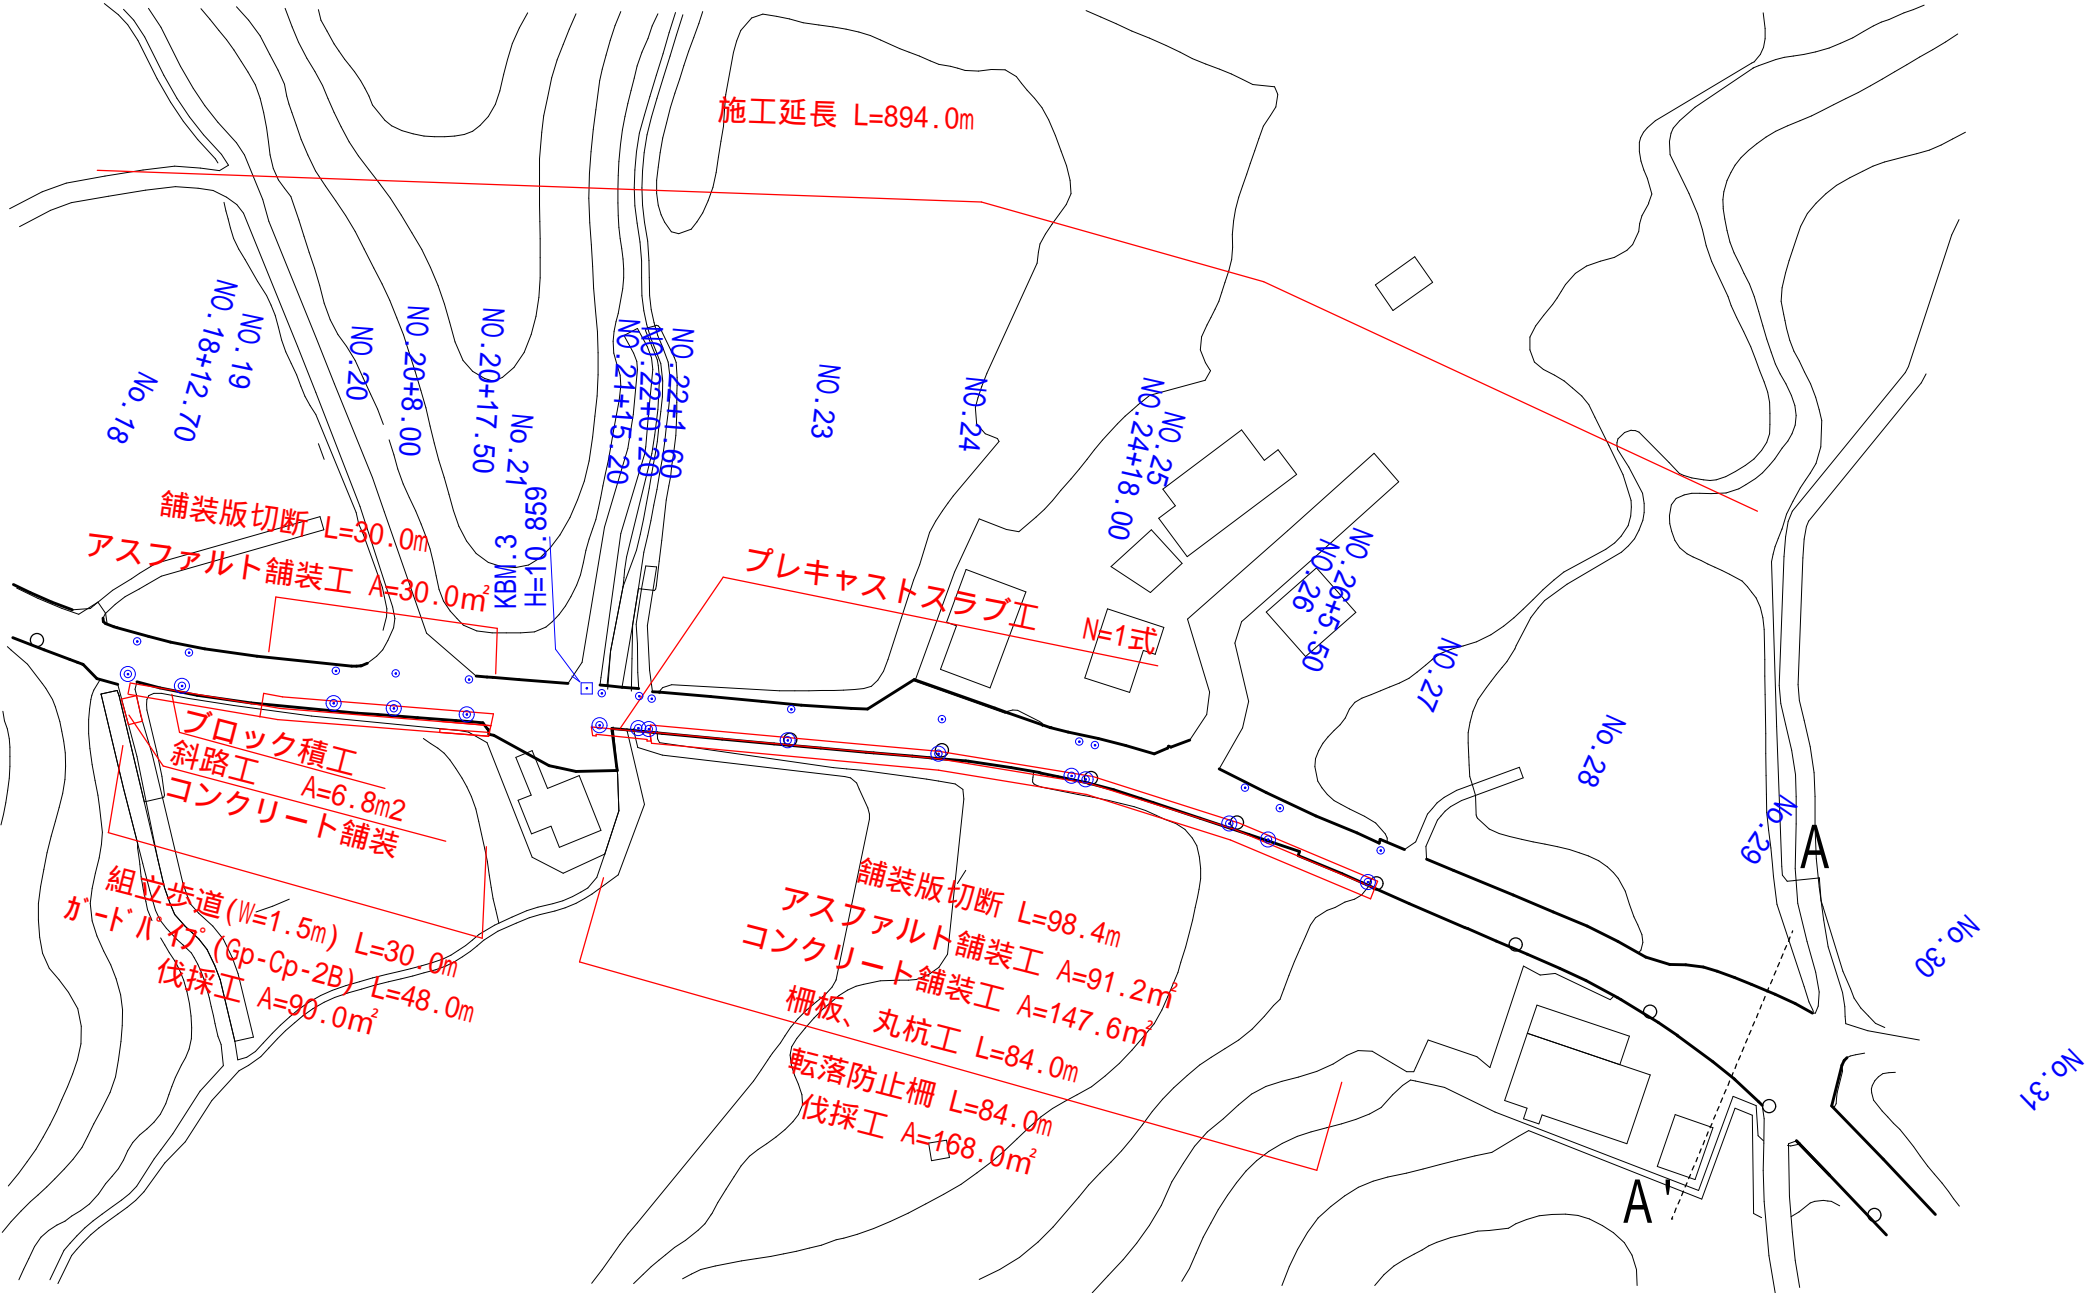 施工延長 L=894.0m
No.18
NO.18+12.70
NO.19
NO.20
NO.20+8.00
NO.20+17.50
No.21
KBM.3
H=10.859
NO.21+15.20
NO.22+0.20
NO.22+1.60
NO.23
NO.24
NO.24+18.00
NO.25
NO.26
NO.26+5.50
NO.27
No.28
No.29
No.30
No.31
舗装版切断 L=30.0m
アスファルト舗装工 A=30.0㎡
プレキャストスラブ工 N=1式
ブロック積工
斜路工 A=6.8m2
コンクリート舗装
組立歩道(W=1.5m) L=30.0m
ｶﾞｰﾄﾞﾊﾟｲﾌﾟ(Gp-Cp-2B) L=48.0m
伐採工 A=90.0㎡
舗装版切断 L=98.4m
アスファルト舗装工 A=91.2㎡
コンクリート舗装工 A=147.6㎡
柵板、丸杭工 L=84.0m
転落防止柵 L=84.0m
伐採工 A=168.0㎡
A
A'